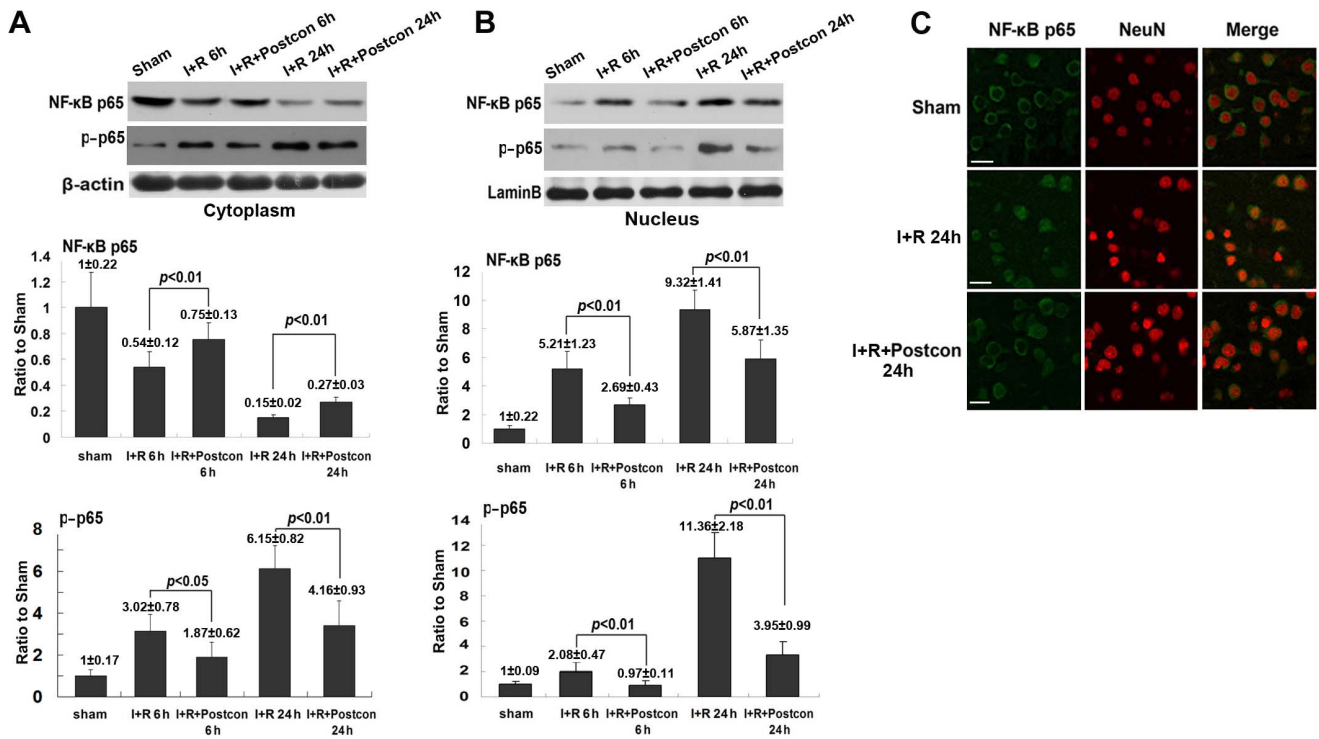 A
Sham
I+R 6h
I+R+Postcon 6h
I+R 24h
I+R+Postcon 24h
NF-κB p65
p–p65
β-actin
Cytoplasm
NF-κB p65
Ratio to Sham
1.4
1.2
1
0.8
0.6
0.4
0.2
0
1±0.22
0.54±0.12
p<0.01
0.75±0.13
0.15±0.02
p<0.01
0.27±0.03
sham
I+R 6h
I+R+Postcon
6h
I+R 24h
I+R+Postcon
24h
p–p65
Ratio to Sham
8
6
4
2
0
1±0.17
3.02±0.78
p<0.05
1.87±0.62
6.15±0.82
p<0.01
4.16±0.93
sham
I+R 6h
I+R+Postcon
6h
I+R 24h
I+R+Postcon
24h
B
Sham
I+R 6h
I+R+Postcon 6h
I+R 24h
I+R+Postcon 24h
NF-κB p65
p–p65
LaminB
Nucleus
NF-κB p65
Ratio to Sham
12
10
8
6
4
2
0
1±0.22
5.21±1.23
p<0.01
2.69±0.43
9.32±1.41
p<0.01
5.87±1.35
sham
I+R 6h
I+R+Postcon
6h
I+R 24h
I+R+Postcon
24h
p–p65
Ratio to Sham
14
12
10
8
6
4
2
0
1±0.09
2.08±0.47
p<0.01
0.97±0.11
11.36±2.18
p<0.01
3.95±0.99
sham
I+R 6h
I+R+Postcon
6h
I+R 24h
I+R+Postcon
24h
C
NF-κB p65
NeuN
Merge
Sham
I+R 24h
I+R+Postcon
24h